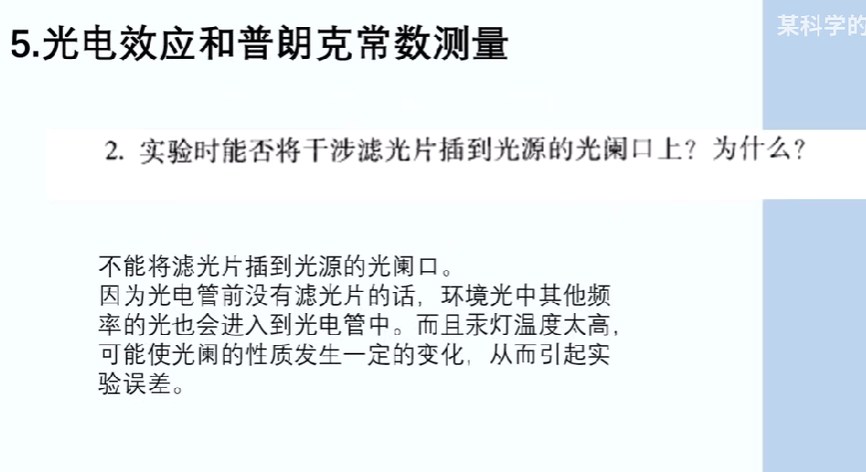 某科学的
5.光电效应和普朗克常数测量
2. 实验时能否将干涉滤光片插到光源的光阑口上？为什么？
不能将滤光片插到光源的光阑口。
因为光电管前没有滤光片的话，环境光中其他频
率的光也会进入到光电管中。而且汞灯温度太高，
可能使光阑的性质发生一定的变化，从而引起实
验误差。